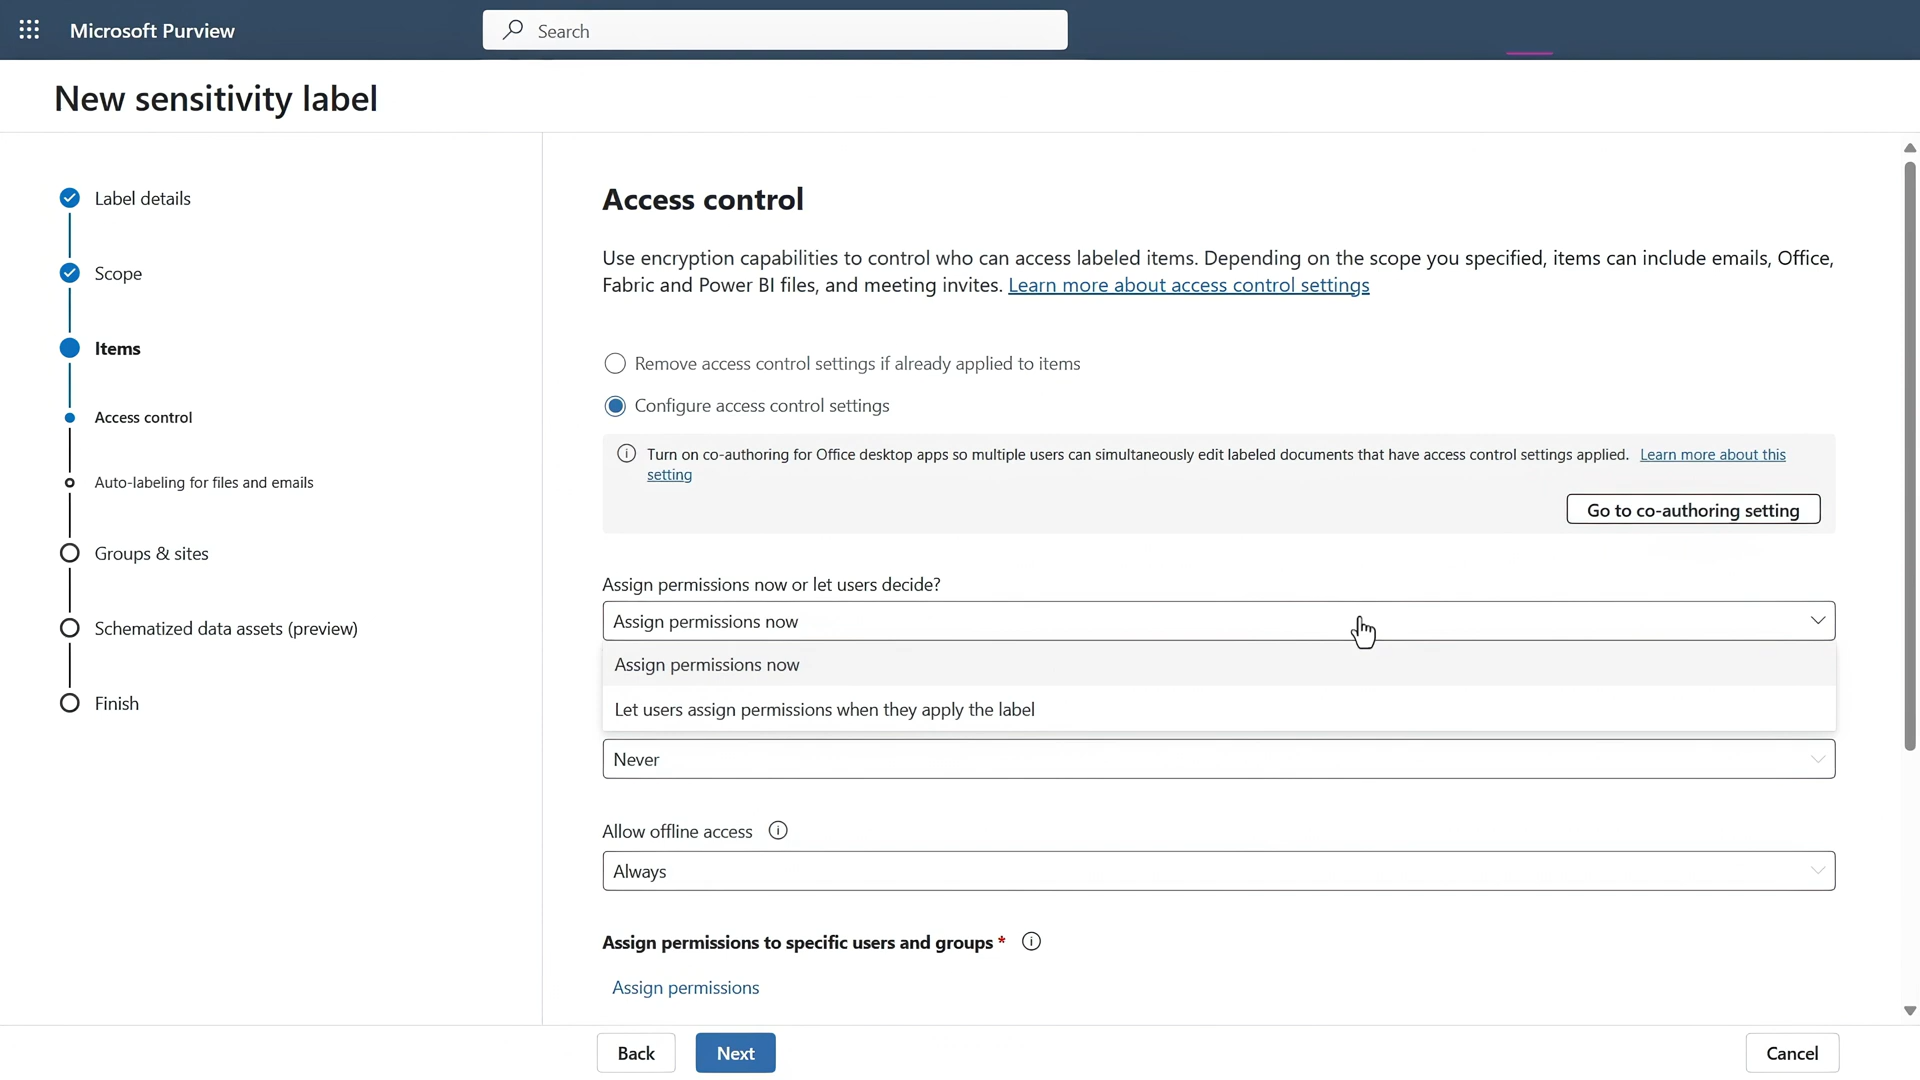 Microsoft Purview
Search
New sensitivity label
Label details
Scope
Items
Access control
Auto-labeling for files and emails
Groups & sites
Schematized data assets (preview)
Finish
Access control
Use encryption capabilities to control who can access labeled items. Depending on the scope you specified, items can include emails, Office,
Fabric and Power BI files, and meeting invites. Learn more about access control settings
Remove access control settings if already applied to items
Configure access control settings
Turn on co-authoring for Office desktop apps so multiple users can simultaneously edit labeled documents that have access control settings applied. Learn more about this
setting
Go to co-authoring setting
Assign permissions now or let users decide?
Assign permissions now
Assign permissions now
Let users assign permissions when they apply the label
Never
Allow offline access
Always
Assign permissions to specific users and groups *
Assign permissions
Back
Next
Cancel